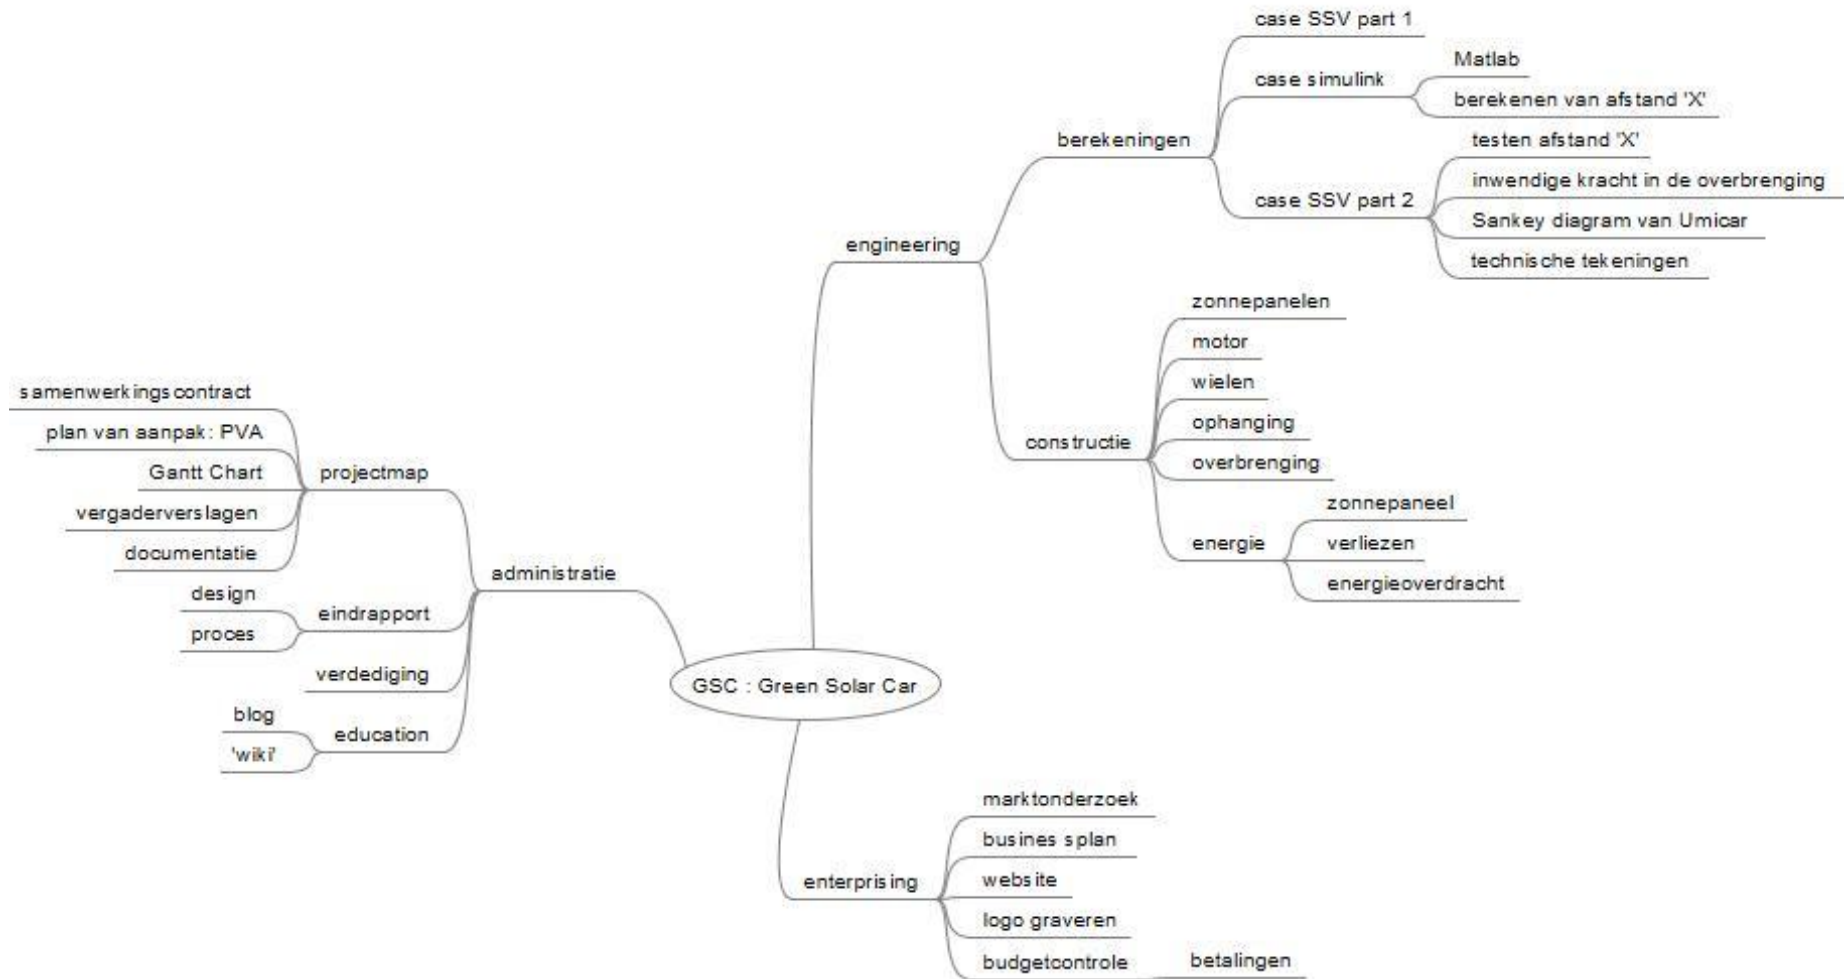 case SSV part 1
case simulink
Matlab
berekenen van afstand 'X'
berekeningen
testen afstand 'X'
inwendige kracht in de overbrenging
case SSV part 2
Sankey diagram van Umicar
technische tekeningen
engineering
zonnepanelen
motor
wielen
ophanging
constructie
overbrenging
zonnepaneel
energie
verliezen
energieoverdracht
samenwerkingscontract
plan van aanpak: PVA
Gantt Chart
projectmap
vergaderverslagen
documentatie
administratie
design
eindrapport
proces
verdediging
blog
education
'wiki'
GSC : Green Solar Car
marktonderzoek
busines splan
enterprising
website
logo graveren
budgetcontrole
betalingen